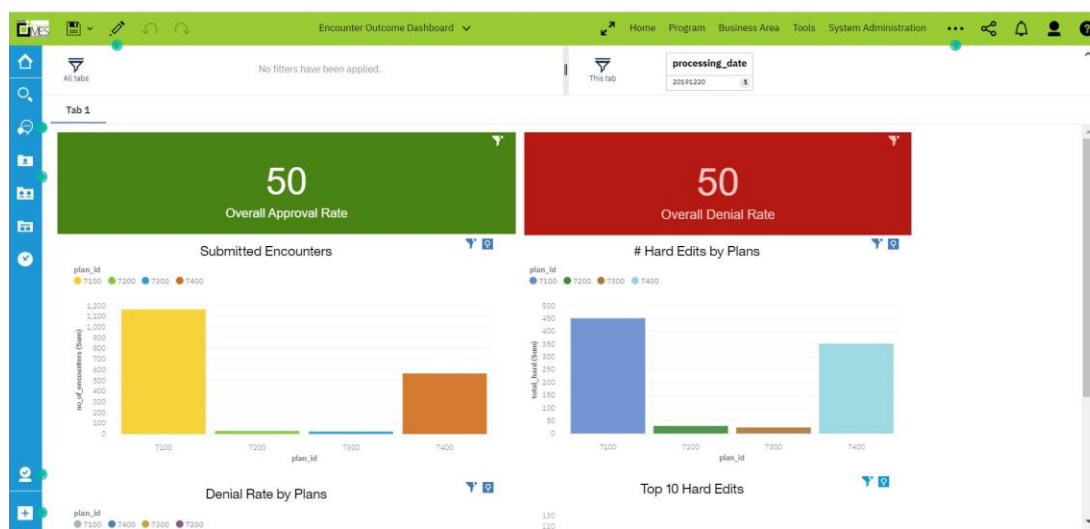 MES
Encounter Outcome Dashboard
Home Program Business Area Tools System Administration
All tabs
No filters have been applied.
This tab
processing_date
20191220 1
Tab 1
50
Overall Approval Rate
50
Overall Denial Rate
Submitted Encounters
plan_id
7100 7200 7300 7400
no_of_encounters (Sum)
1,200
1,100
1,000
900
800
700
600
500
400
300
200
100
0
7100 7200 7300 7400
plan_id
# Hard Edits by Plans
plan_id
7100 7200 7300 7400
total_hard (Sum)
500
450
400
350
300
250
200
150
100
50
0
7100 7200 7300 7400
plan_id
Denial Rate by Plans
plan_id
7100 7400 7300 7200
Top 10 Hard Edits
130
120